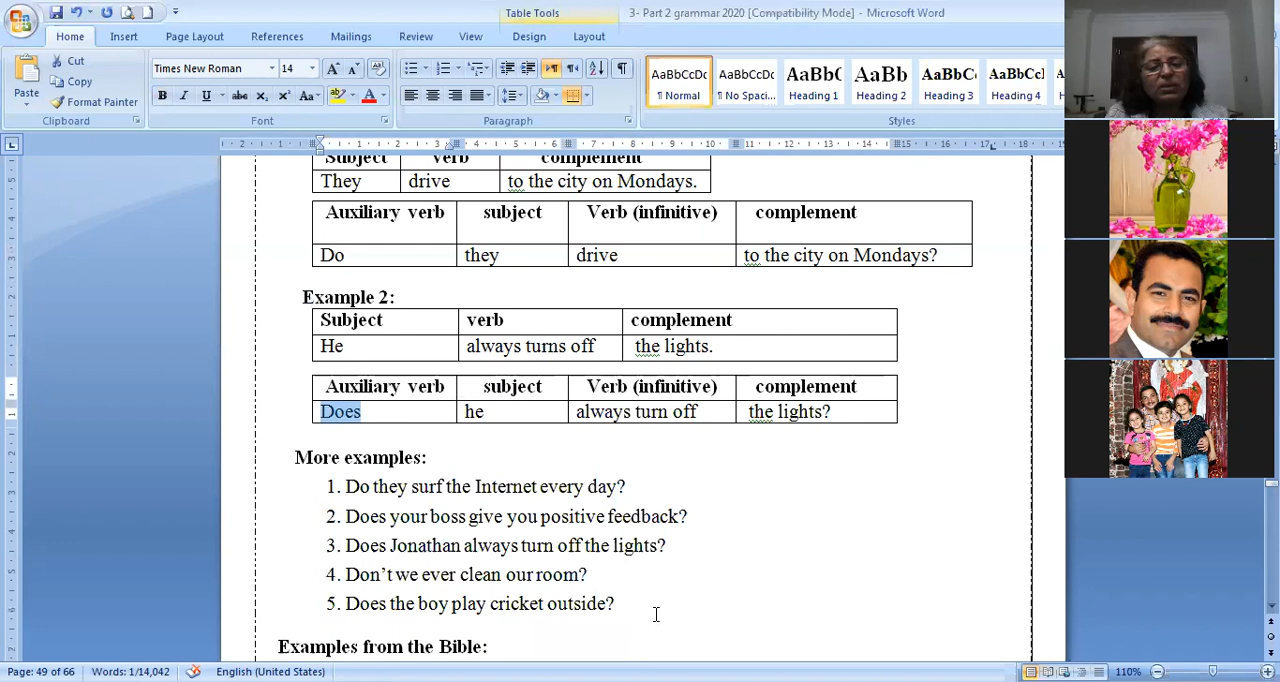 Table Tools
3- Part 2 grammar 2020 [Compatibility Mode] - Microsoft Word
Home Insert Page Layout References Mailings Review View Design Layout
Cut
Copy
Format Painter
Paste
Clipboard
Times New Roman 14
Font
Paragraph
AaBbCcDc AaBbCcDc AaBbC AaBb AaBbC AaBbCcI
¶ Normal ¶ No Spaci... Heading 1 Heading 2 Heading 3 Heading 4
Styles
Subject verb complement
They drive to the city on Mondays.
Auxiliary verb subject Verb (infinitive) complement
Do they drive to the city on Mondays?
Example 2:
Subject verb complement
He always turns off the lights.
Auxiliary verb subject Verb (infinitive) complement
Does he always turn off the lights?
More examples:
1. Do they surf the Internet every day?
2. Does your boss give you positive feedback?
3. Does Jonathan always turn off the lights?
4. Don't we ever clean our room?
5. Does the boy play cricket outside?
Examples from the Bible:
Page: 49 of 66 Words: 1/14,042 English (United States) 110%